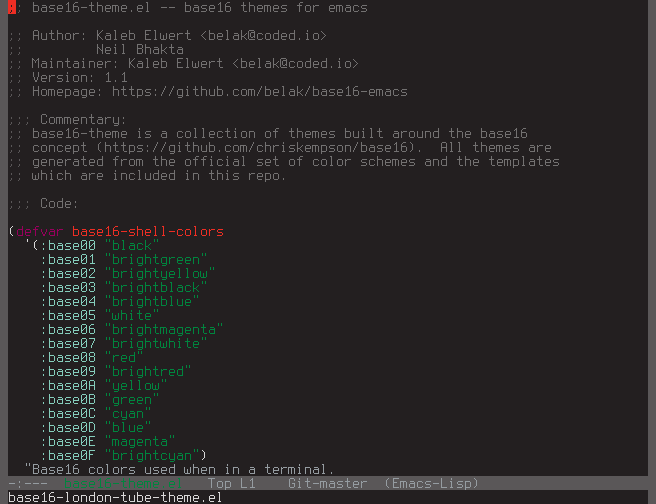 ;; base16-theme.el -- base16 themes for emacs

;; Author: Kaleb Elwert <belak@coded.io>
;;         Neil Bhakta
;; Maintainer: Kaleb Elwert <belak@coded.io>
;; Version: 1.1
;; Homepage: https://github.com/belak/base16-emacs

;;; Commentary:
;; base16-theme is a collection of themes built around the base16
;; concept (https://github.com/chriskempson/base16).  All themes are
;; generated from the official set of color schemes and the templates
;; which are included in this repo.

;;; Code:

(defvar base16-shell-colors
  '(:base00 "black"
    :base01 "brightgreen"
    :base02 "brightyellow"
    :base03 "brightblack"
    :base04 "brightblue"
    :base05 "white"
    :base06 "brightmagenta"
    :base07 "brightwhite"
    :base08 "red"
    :base09 "brightred"
    :base0A "yellow"
    :base0B "green"
    :base0C "cyan"
    :base0D "blue"
    :base0E "magenta"
    :base0F "brightcyan")
  "Base16 colors used when in a terminal.
-:---  base16-theme.el    Top L1    Git-master  (Emacs-Lisp)
base16-london-tube-theme.el